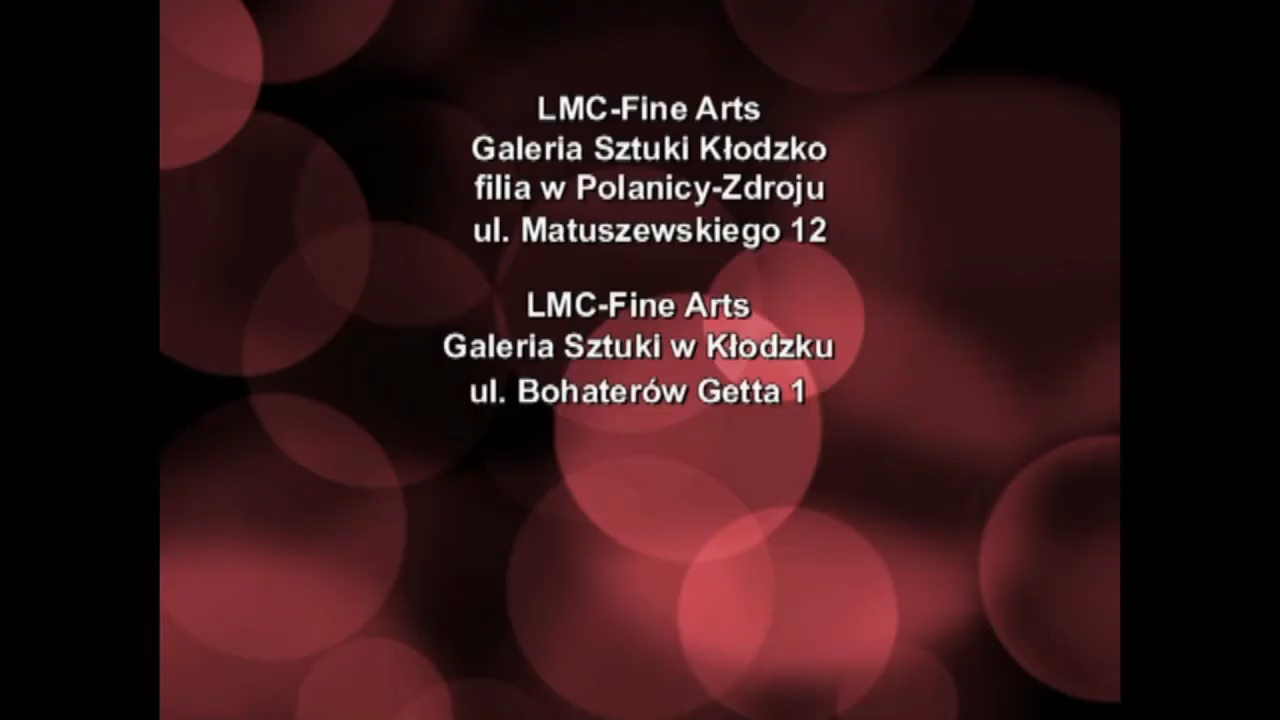 LMC-Fine Arts
Galeria Sztuki Kłodzko
filia w Polanicy-Zdroju
ul. Matuszewskiego 12
LMC-Fine Arts
Galeria Sztuki w Kłodzku
ul. Bohaterów Getta 1